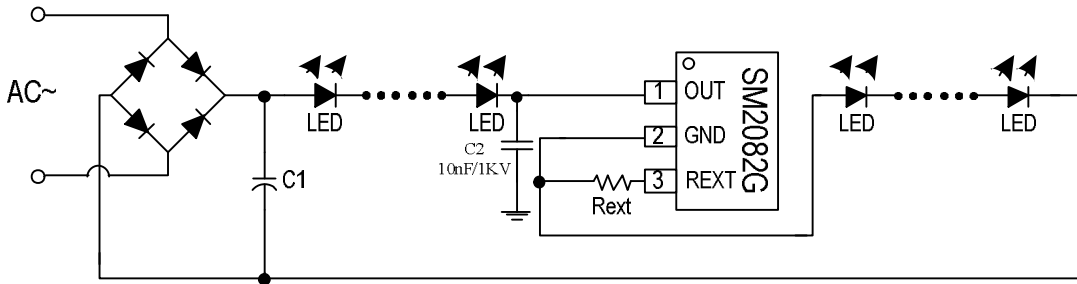 AC~
C1
LED
LED
C2
10nF/1KV
1 OUT
2 GND
3 REXT
Rext
SM2082G
LED
LED